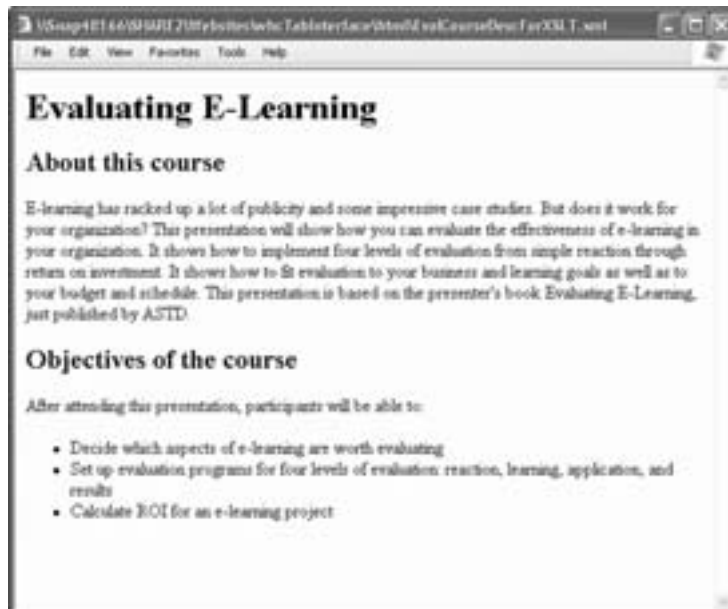 \\Snap48166\SHARE2\Websites\whcTabInterface\html\EvalCourseDescForXSLT.xml
File Edit View Favorites Tools Help
Evaluating E-Learning
About this course
E-learning has racked up a lot of publicity and some impressive case studies. But does it work for
your organization? This presentation will show how you can evaluate the effectiveness of e-learning in
your organization. It shows how to implement four levels of evaluation from simple reaction through
return on investment. It shows how to fit evaluation to your business and learning goals as well as to
your budget and schedule. This presentation is based on the presenter's book Evaluating E-Learning,
just published by ASTD.
Objectives of the course
After attending this presentation, participants will be able to:
• Decide which aspects of e-learning are worth evaluating
• Set up evaluation programs for four levels of evaluation: reaction, learning, application, and
results
• Calculate ROI for an e-learning project